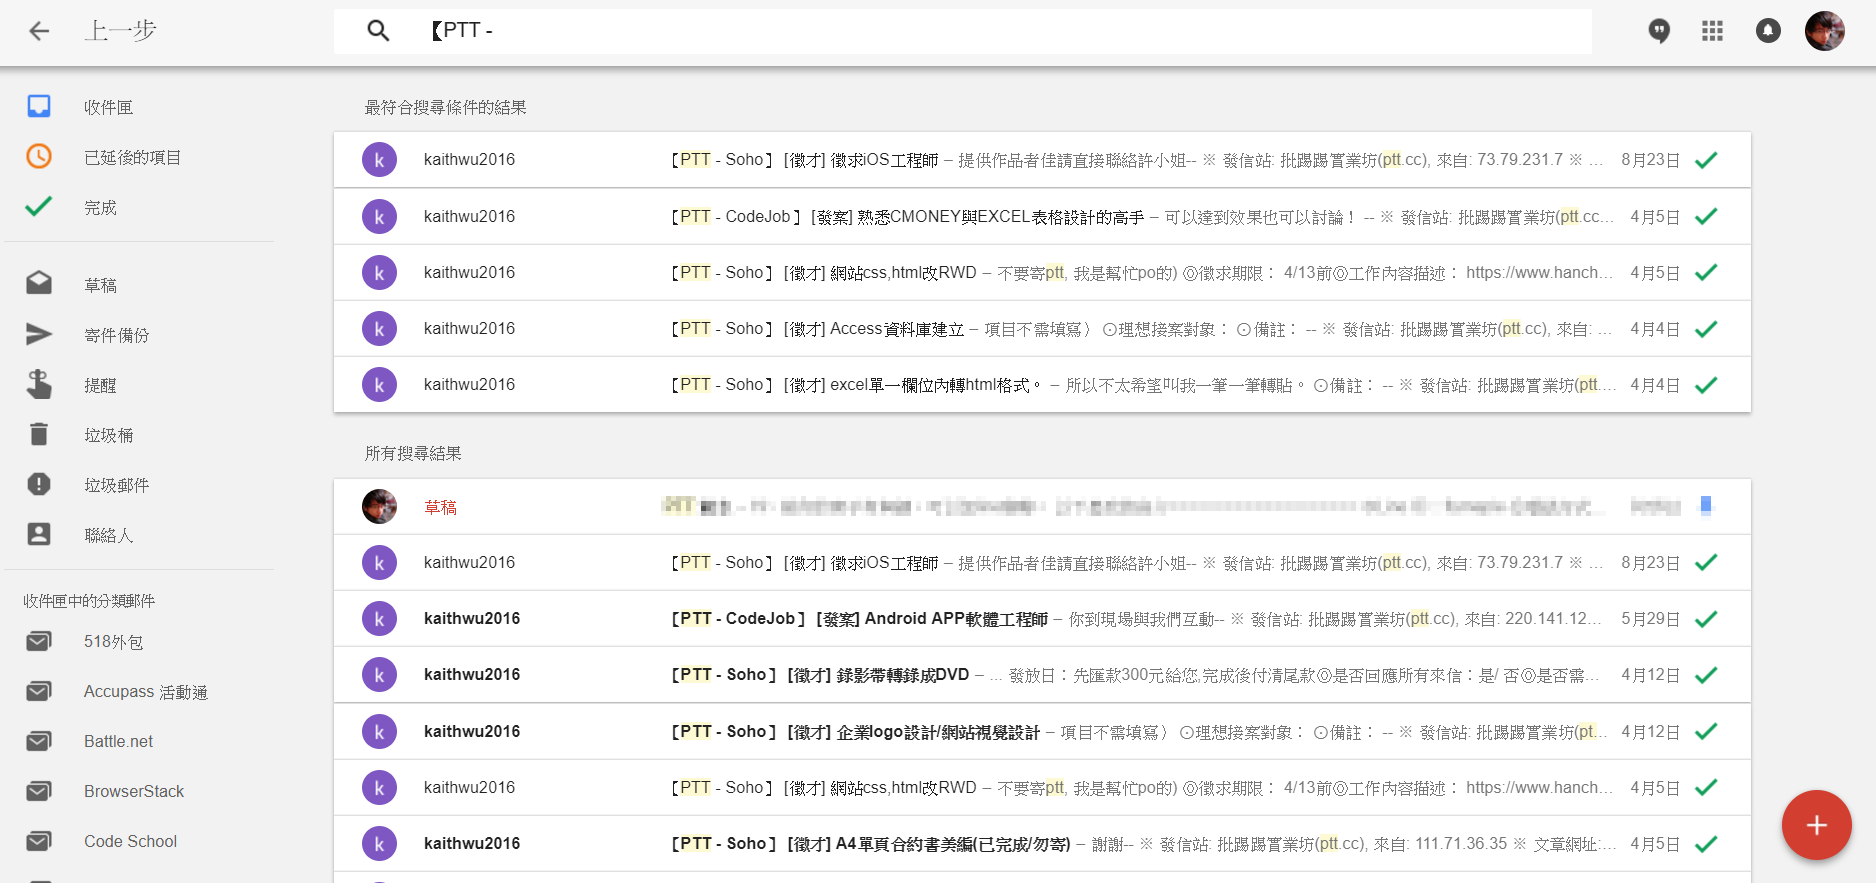 上一步
【PTT -
收件匣
已延後的項目
完成
草稿
寄件備份
提醒
垃圾桶
垃圾郵件
聯絡人
收件匣中的分類郵件
518外包
Accupass 活動通
Battle.net
BrowserStack
Code School
最符合搜尋條件的結果
k kaithwu2016 【PTT - Soho】 [徵才] 徵求iOS工程師 – 提供作品者佳請直接聯絡許小姐-- ※ 發信站: 批踢踢實業坊(ptt.cc), 來自: 73.79.231.7 ※ ... 8月23日
k kaithwu2016 【PTT - CodeJob】 [發案] 熟悉CMONEY與EXCEL表格設計的高手 – 可以達到效果也可以討論！ -- ※ 發信站: 批踢踢實業坊(ptt.cc... 4月5日
k kaithwu2016 【PTT - Soho】 [徵才] 網站css,html改RWD – 不要寄ptt, 我是幫忙po的) ◎徵求期限： 4/13前◎工作內容描述： https://www.hanch... 4月5日
k kaithwu2016 【PTT - Soho】 [徵才] Access資料庫建立 – 項目不需填寫） ⊙理想接案對象： ⊙備註： -- ※ 發信站: 批踢踢實業坊(ptt.cc), 來自: ... 4月4日
k kaithwu2016 【PTT - Soho】 [徵才] excel單一欄位內轉html格式。 – 所以不太希望叫我一筆一筆轉貼。 ⊙備註： -- ※ 發信站: 批踢踢實業坊(ptt.... 4月4日
所有搜尋結果
草稿 PTT
k kaithwu2016 【PTT - Soho】 [徵才] 徵求iOS工程師 – 提供作品者佳請直接聯絡許小姐-- ※ 發信站: 批踢踢實業坊(ptt.cc), 來自: 73.79.231.7 ※ ... 8月23日
k kaithwu2016 【PTT - CodeJob】 [發案] Android APP軟體工程師 – 你到現場與我們互動-- ※ 發信站: 批踢踢實業坊(ptt.cc), 來自: 220.141.12... 5月29日
k kaithwu2016 【PTT - Soho】 [徵才] 錄影帶轉錄成DVD – ... 發放日：先匯款300元給您,完成後付清尾款◎是否回應所有來信：是/ 否◎是否需... 4月12日
k kaithwu2016 【PTT - Soho】 [徵才] 企業logo設計/網站視覺設計 – 項目不需填寫） ⊙理想接案對象： ⊙備註： -- ※ 發信站: 批踢踢實業坊(pt... 4月12日
k kaithwu2016 【PTT - Soho】 [徵才] 網站css,html改RWD – 不要寄ptt, 我是幫忙po的) ◎徵求期限： 4/13前◎工作內容描述： https://www.hanch... 4月5日
k kaithwu2016 【PTT - Soho】 [徵才] A4單頁合約書美編(已完成/勿寄) – 謝謝-- ※ 發信站: 批踢踢實業坊(ptt.cc), 來自: 111.71.36.35 ※ 文章網址:... 4月5日